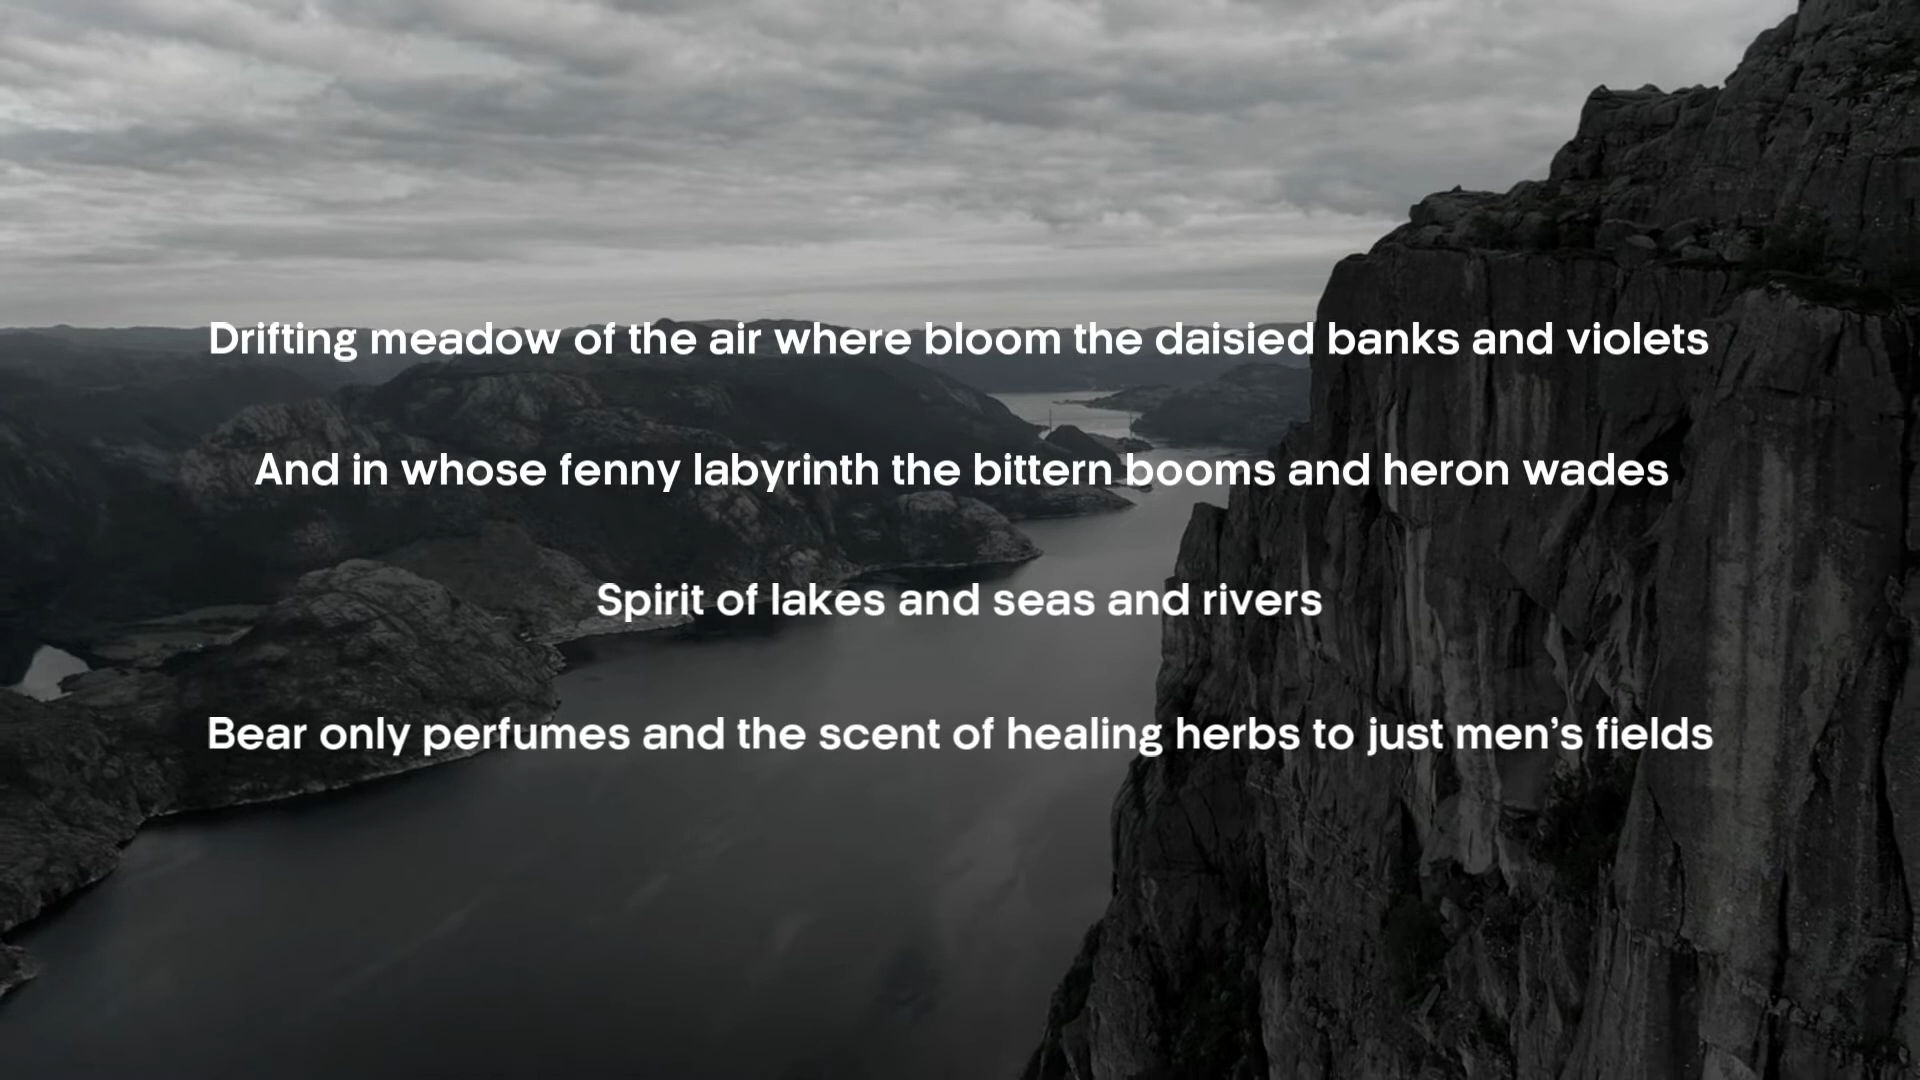 Drifting meadow of the air where bloom the daisied banks and violets
And in whose fenny labyrinth the bittern booms and heron wades
Spirit of lakes and seas and rivers
Bear only perfumes and the scent of healing herbs to just men’s fields